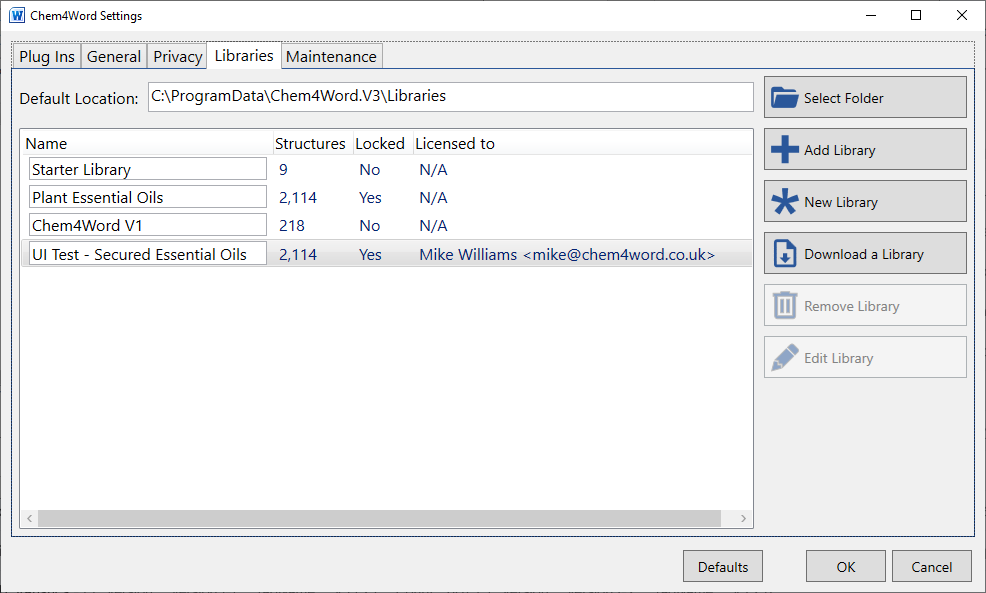 Chem4Word Settings
Plug Ins General Privacy Libraries Maintenance
Default Location: C:\ProgramData\Chem4Word.V3\Libraries
Select Folder
Add Library
New Library
Download a Library
Remove Library
Edit Library
Name Structures Locked Licensed to
Starter Library 9 No N/A
Plant Essential Oils 2,114 Yes N/A
Chem4Word V1 218 No N/A
UI Test - Secured Essential Oils 2,114 Yes Mike Williams <mike@chem4word.co.uk>
Defaults OK Cancel